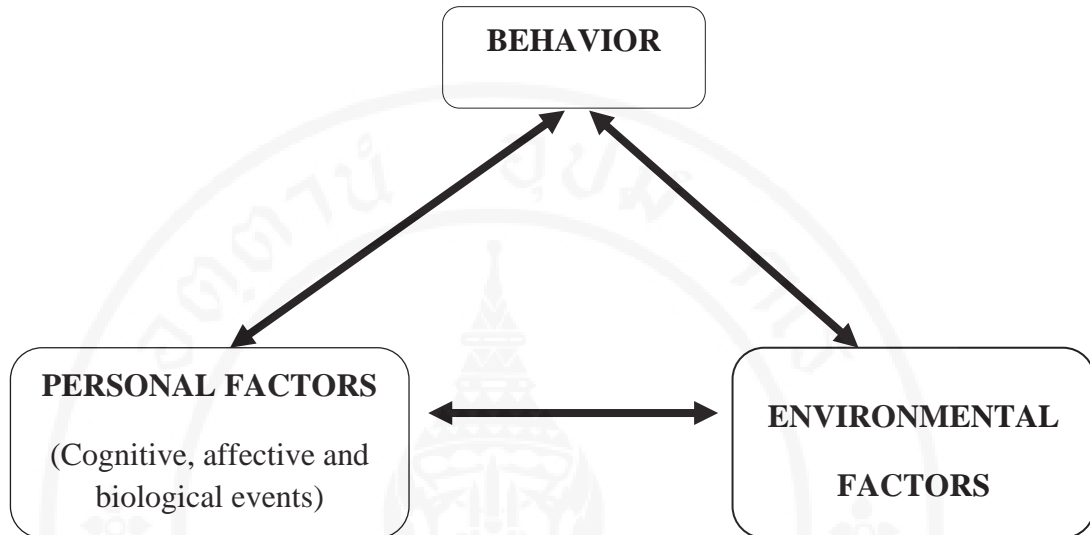 BEHAVIOR
PERSONAL FACTORS
(Cognitive, affective and
biological events)
ENVIRONMENTAL
FACTORS